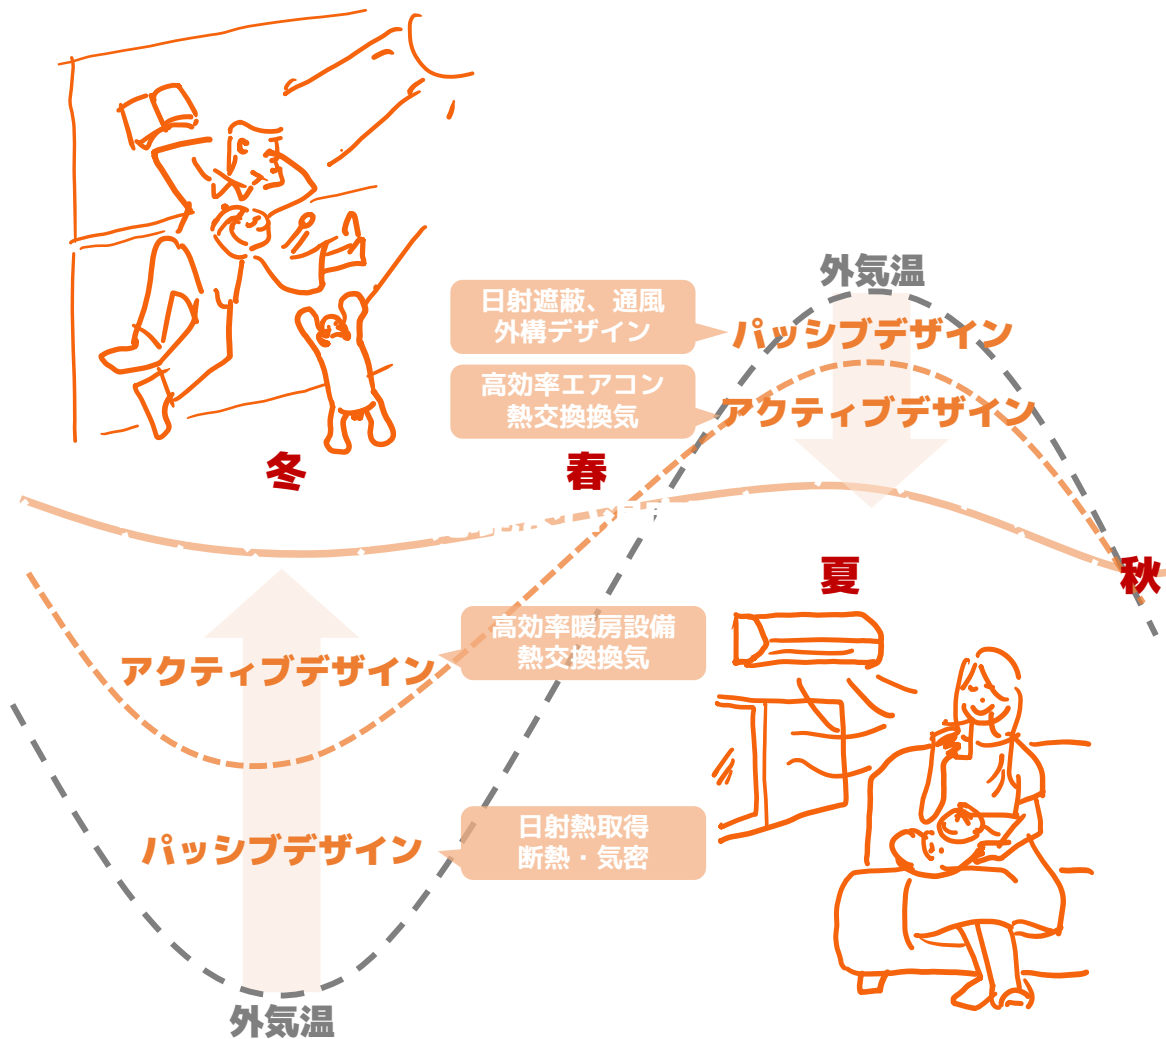 外気温
日射遮蔽、通風
外構デザイン
パッシブデザイン
高効率エアコン
熱交換換気
アクティブデザイン
冬
春
夏
秋
高効率暖房設備
熱交換換気
アクティブデザイン
日射熱取得
断熱・気密
パッシブデザイン
外気温